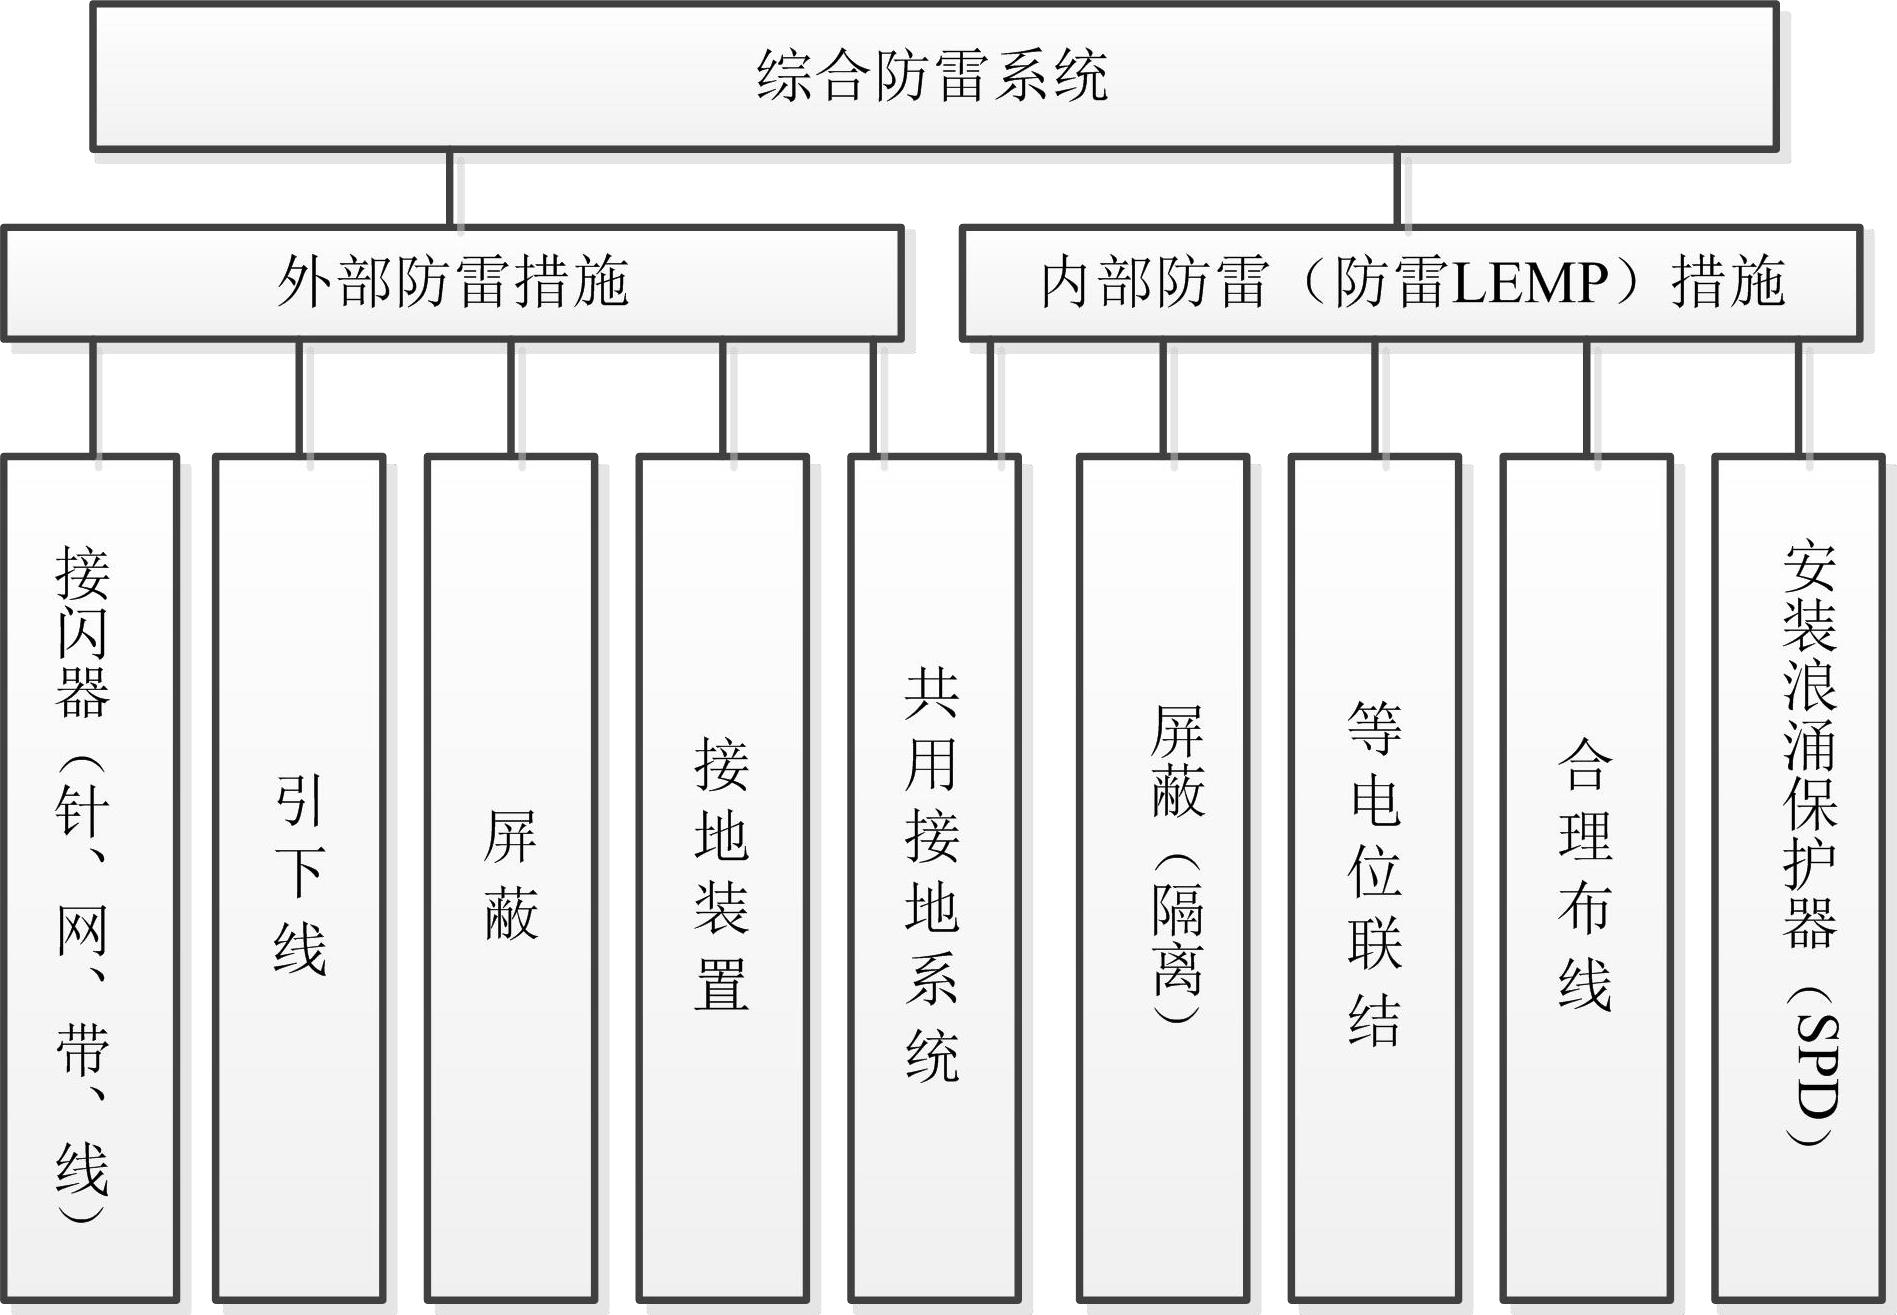 综合防雷系统
外部防雷措施
内部防雷（防雷LEMP）措施
接闪器（针、网、带、线）
引下线
屏蔽
接地装置
共用接地系统
屏蔽（隔离）
等电位联结
合理布线
安装浪涌保护器（SPD）